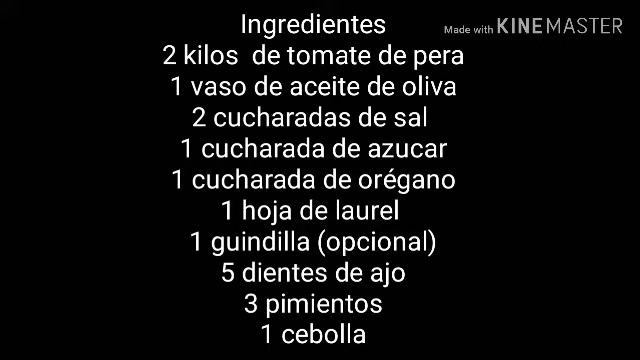 Ingredientes
Made with KINEMASTER
2 kilos de tomate de pera
1 vaso de aceite de oliva
2 cucharadas de sal
1 cucharada de azucar
1 cucharada de orégano
1 hoja de laurel
1 guindilla (opcional)
5 dientes de ajo
3 pimientos
1 cebolla